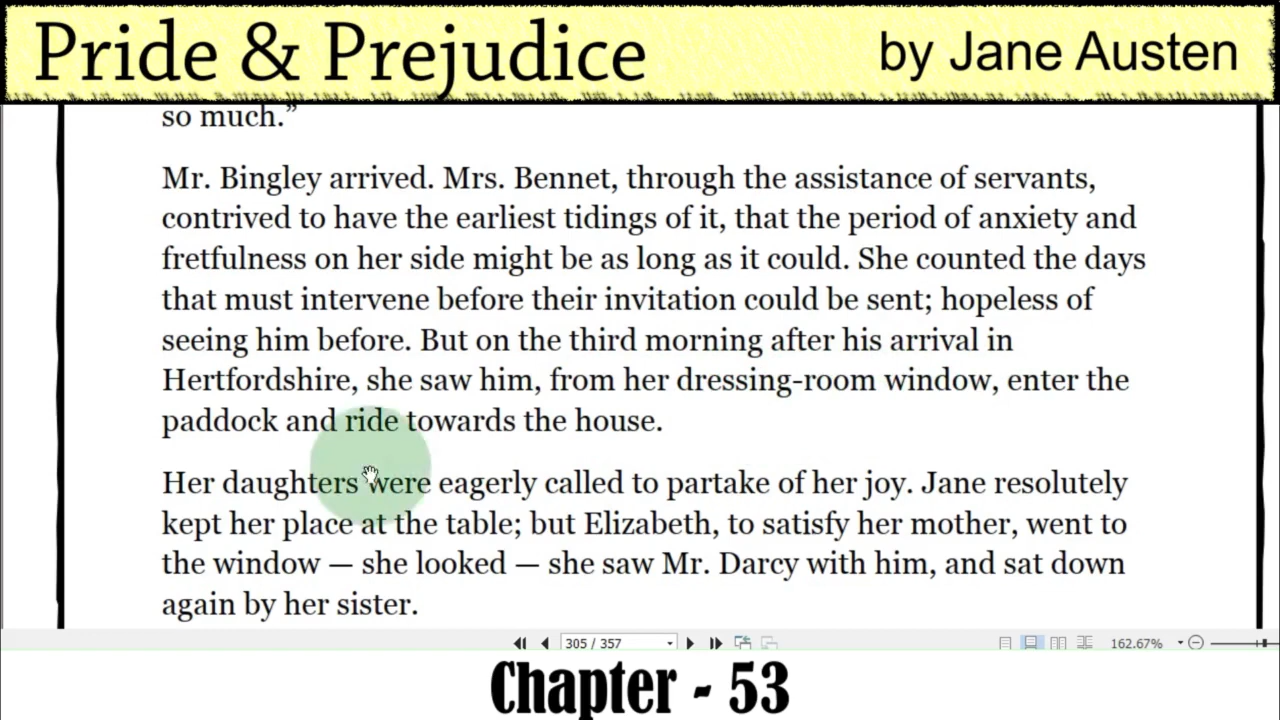 Pride & Prejudice
by Jane Austen
so much.”
Mr. Bingley arrived. Mrs. Bennet, through the assistance of servants,
contrived to have the earliest tidings of it, that the period of anxiety and
fretfulness on her side might be as long as it could. She counted the days
that must intervene before their invitation could be sent; hopeless of
seeing him before. But on the third morning after his arrival in
Hertfordshire, she saw him, from her dressing-room window, enter the
paddock and ride towards the house.
Her daughters were eagerly called to partake of her joy. Jane resolutely
kept her place at the table; but Elizabeth, to satisfy her mother, went to
the window — she looked — she saw Mr. Darcy with him, and sat down
again by her sister.
305 / 357
162.67%
Chapter - 53